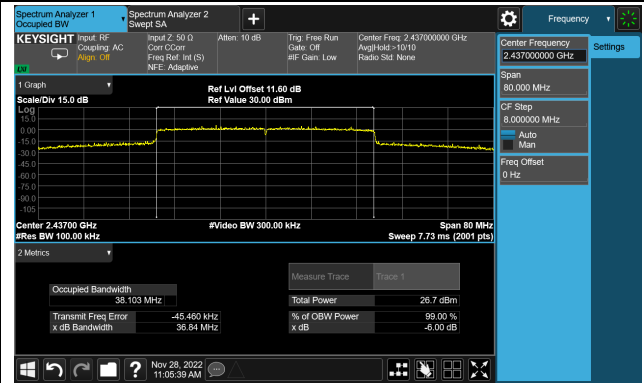 Spectrum Analyzer 1
Occupied BW
Spectrum Analyzer 2
Swept SA
+
Frequency
KEYSIGHT
Input: RF
Coupling: AC
Align: Off
Input Z: 50 Ω
Corr CCorr
Freq Ref: Int (S)
NFE: Adaptive
Atten: 10 dB
Trig: Free Run
Gate: Off
#IF Gain: Low
Center Freq: 2.437000000 GHz
Avg|Hold:>10/10
Radio Std: None
LXI
Center Frequency
2.437000000 GHz
Settings
Span
80.000 MHz
CF Step
8.000000 MHz
Auto
Man
Freq Offset
0 Hz
1 Graph
Scale/Div 15.0 dB
Ref Lvl Offset 11.60 dB
Ref Value 30.00 dBm
Log
15.0
0.00
-15.0
-30.0
-45.0
-60.0
-75.0
-90.0
-105
Center 2.43700 GHz
#Res BW 100.00 kHz
#Video BW 300.00 kHz
Span 80 MHz
Sweep 7.73 ms (2001 pts)
2 Metrics
Measure Trace
Trace 1
Occupied Bandwidth
38.103 MHz
Total Power
26.7 dBm
Transmit Freq Error
-45.460 kHz
% of OBW Power
99.00 %
x dB Bandwidth
36.84 MHz
x dB
-6.00 dB
?
Nov 28, 2022
11:05:39 AM